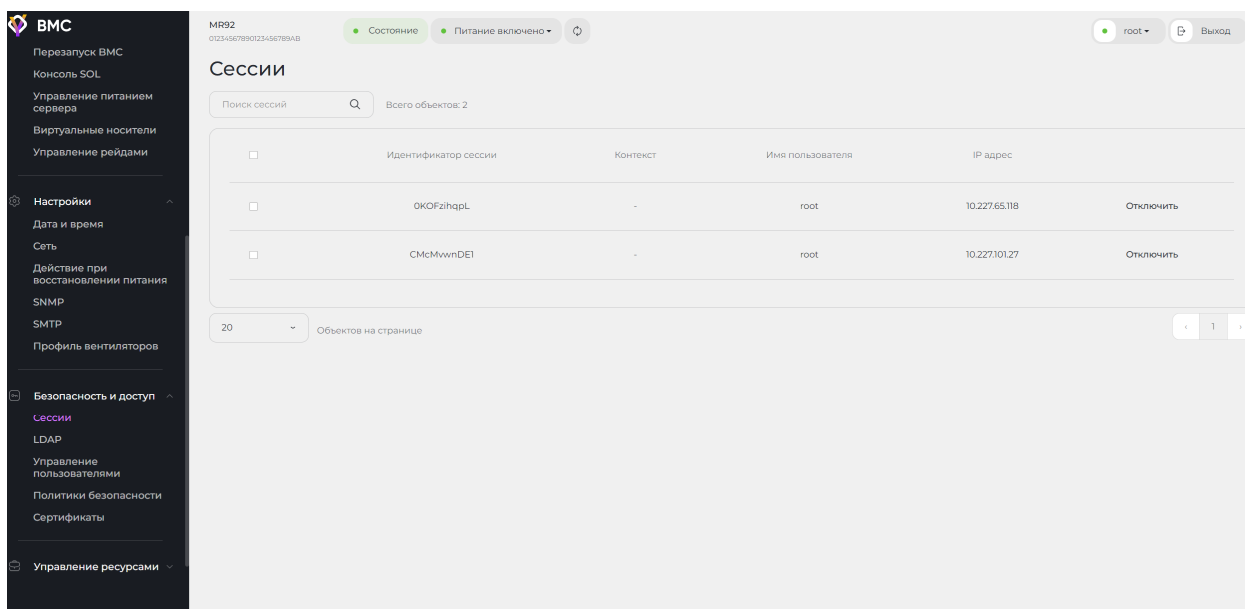 BMC
Перезапуск BMC
Консоль SOL
Управление питанием
сервера
Виртуальные носители
Управление рейдами
Настройки
Дата и время
Сеть
Действие при
восстановлении питания
SNMP
SMTP
Профиль вентиляторов
Безопасность и доступ
Сессии
LDAP
Управление
пользователями
Политики безопасности
Сертификаты
Управление ресурсами
MR92
01234567890123456789AB
Состояние
Питание включено
root
Выход
Сессии
Поиск сессий
Всего объектов: 2
Идентификатор сессии Контекст Имя пользователя IP адрес
0KOFzihqpL - root 10.227.65.118 Отключить
CMcMvwnDE1 - root 10.227.101.27 Отключить
20 Объектов на странице
‹ 1 ›